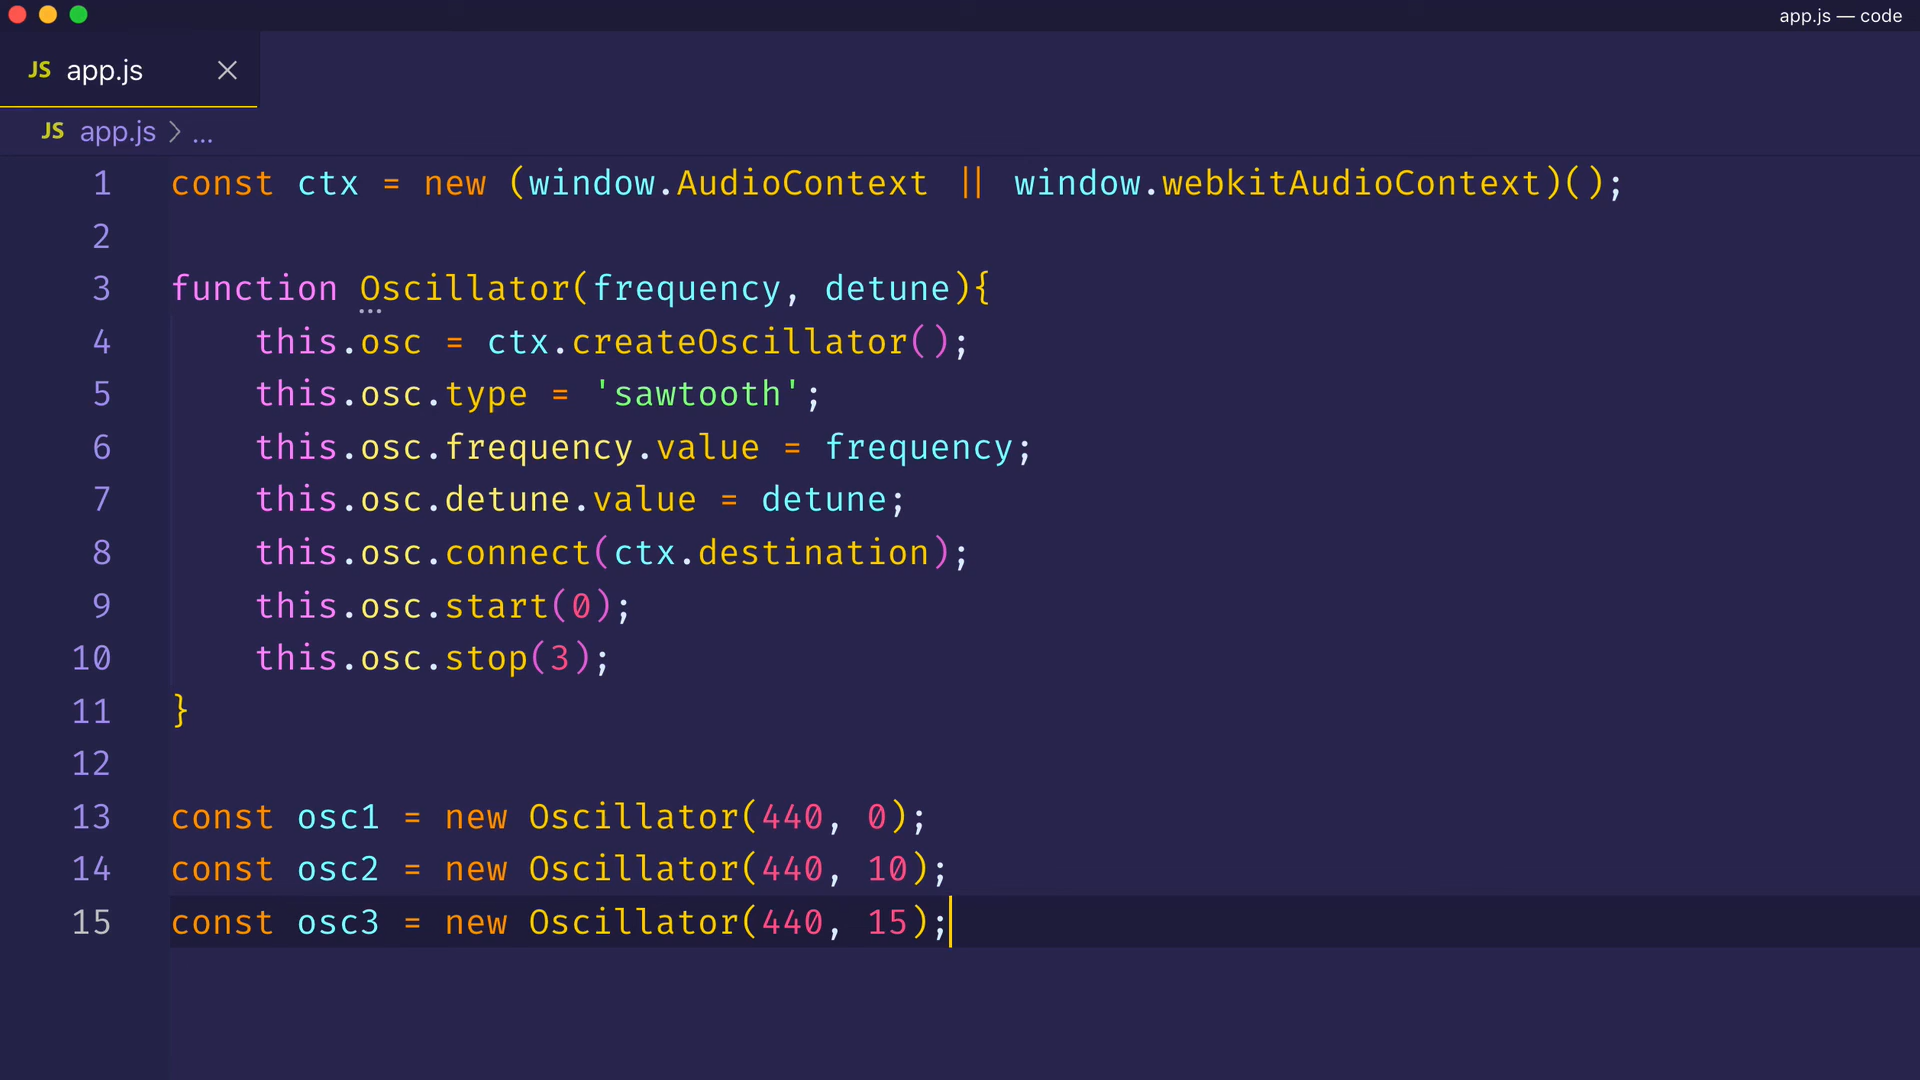 app.js — code
JS app.js
JS app.js > ...
1 const ctx = new (window.AudioContext || window.webkitAudioContext)();
2
3 function Oscillator(frequency, detune){
4     this.osc = ctx.createOscillator();
5     this.osc.type = 'sawtooth';
6     this.osc.frequency.value = frequency;
7     this.osc.detune.value = detune;
8     this.osc.connect(ctx.destination);
9     this.osc.start(0);
10     this.osc.stop(3);
11 }
12
13 const osc1 = new Oscillator(440, 0);
14 const osc2 = new Oscillator(440, 10);
15 const osc3 = new Oscillator(440, 15);